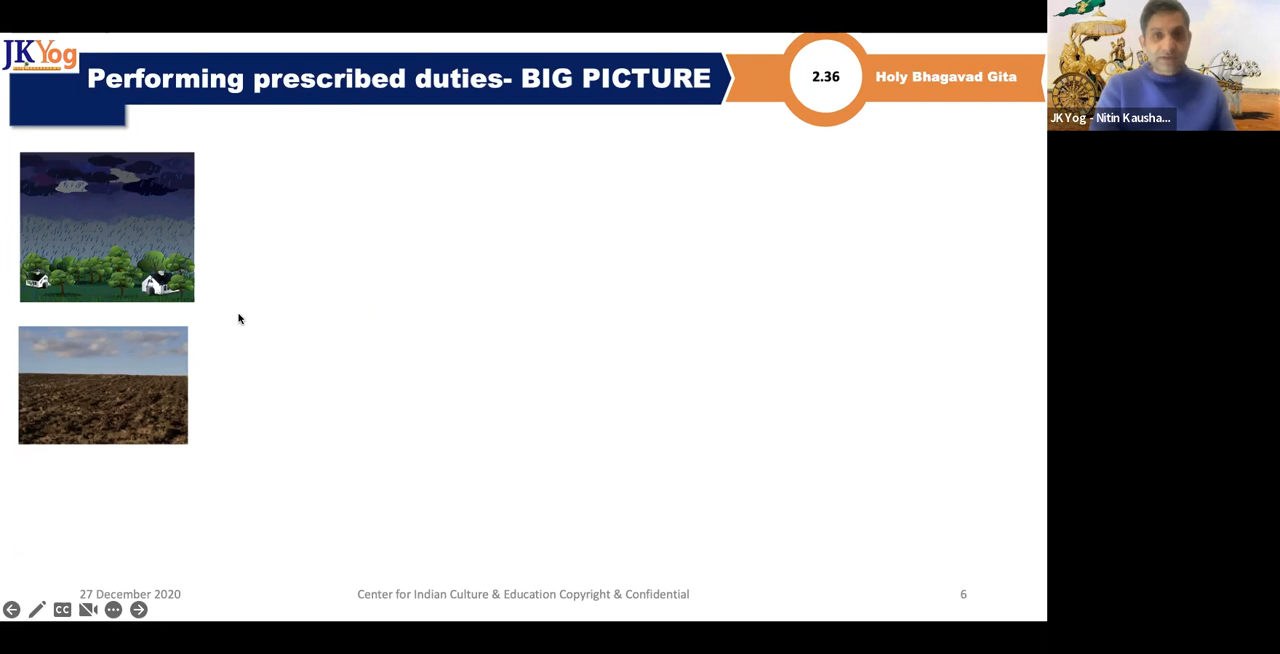 JKYog
Performing prescribed duties- BIG PICTURE
2.36
Holy Bhagavad Gita
JKYog - Nitin Kausha...
27 December 2020
Center for Indian Culture & Education Copyright & Confidential
6
CC